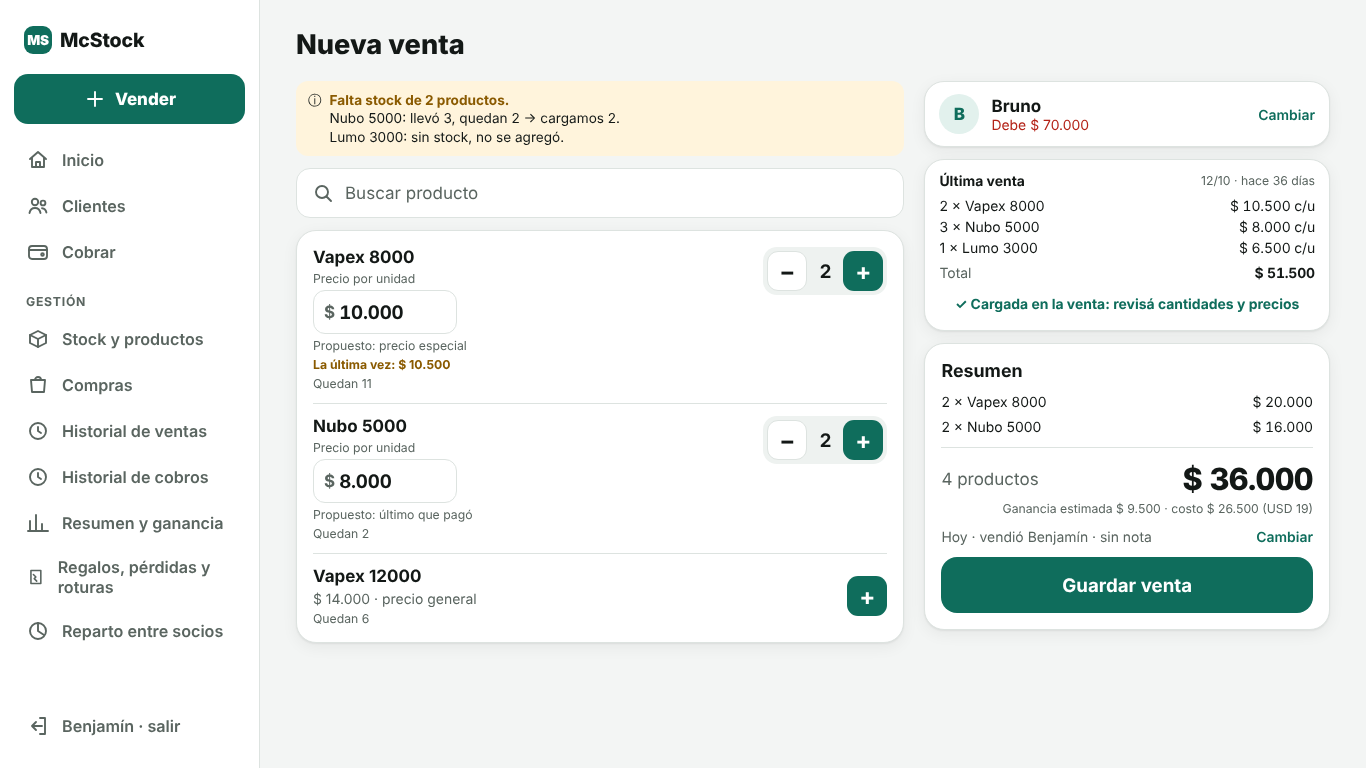 MS McStock
+ Vender
Inicio
Clientes
Cobrar
GESTIÓN
Stock y productos
Compras
Historial de ventas
Historial de cobros
Resumen y ganancia
Regalos, pérdidas y
roturas
Reparto entre socios
Benjamín · salir
Nueva venta
Falta stock de 2 productos.
Nubo 5000: llevó 3, quedan 2 → cargamos 2.
Lumo 3000: sin stock, no se agregó.
Buscar producto
Vapex 8000
Precio por unidad
$ 10.000
Propuesto: precio especial
La última vez: $ 10.500
Quedan 11
− 2 +
Nubo 5000
Precio por unidad
$ 8.000
Propuesto: último que pagó
Quedan 2
− 2 +
Vapex 12000
$ 14.000 · precio general
Quedan 6
+
B
Bruno
Debe $ 70.000
Cambiar
Última venta 12/10 · hace 36 días
2 × Vapex 8000 $ 10.500 c/u
3 × Nubo 5000 $ 8.000 c/u
1 × Lumo 3000 $ 6.500 c/u
Total $ 51.500
✓ Cargada en la venta: revisá cantidades y precios
Resumen
2 × Vapex 8000 $ 20.000
2 × Nubo 5000 $ 16.000
4 productos $ 36.000
Ganancia estimada $ 9.500 · costo $ 26.500 (USD 19)
Hoy · vendió Benjamín · sin nota Cambiar
Guardar venta